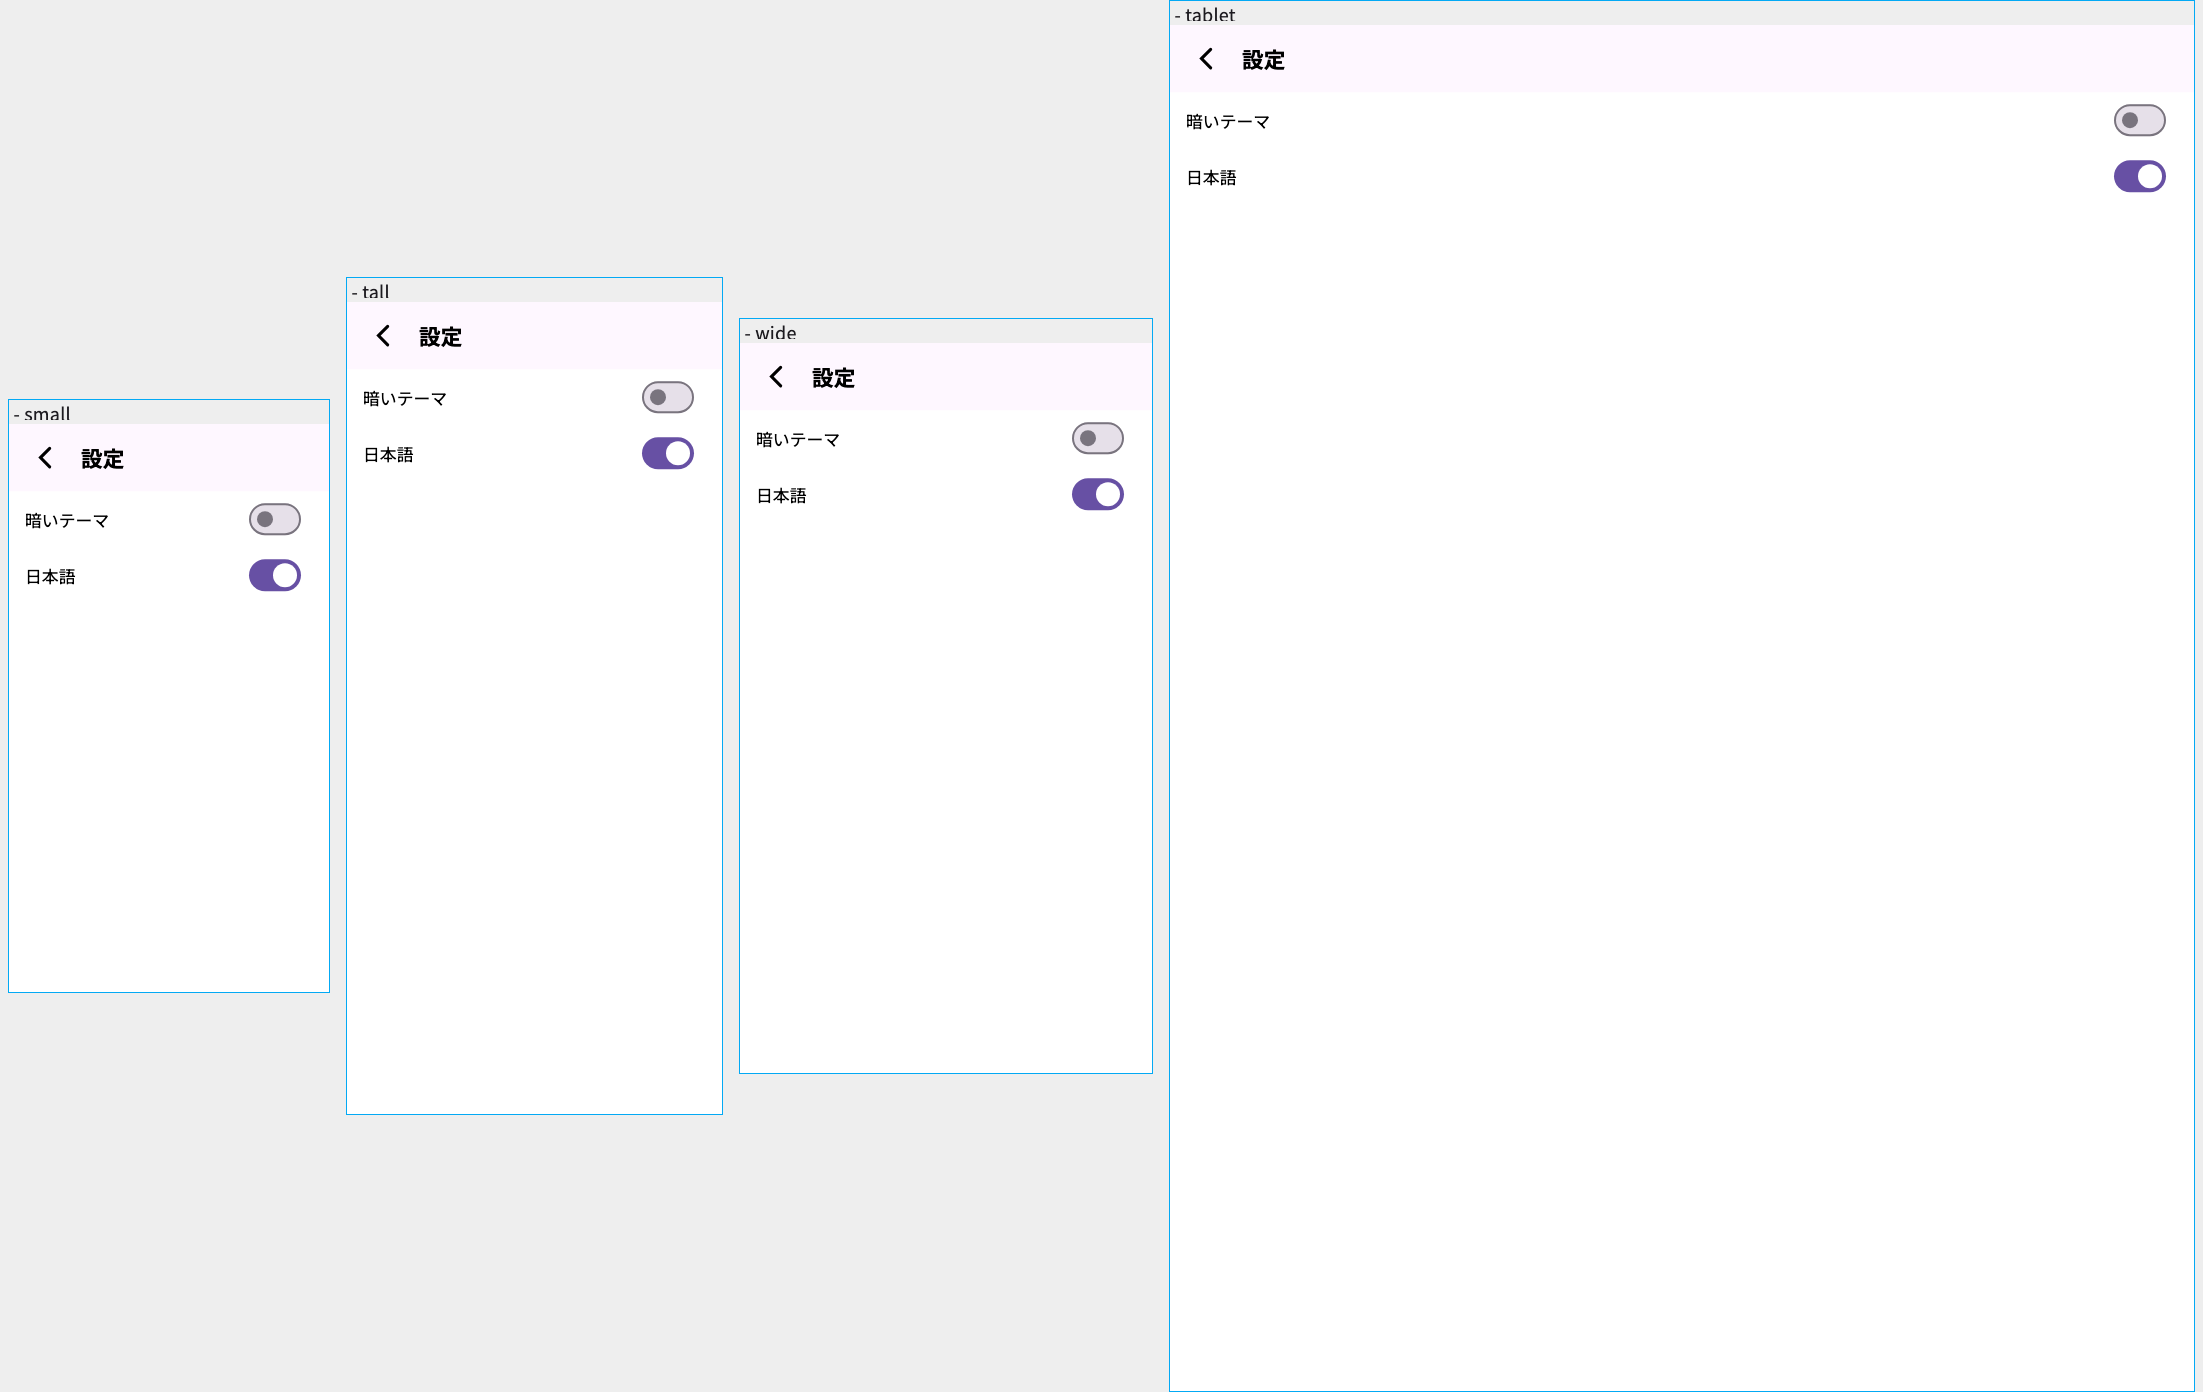 - small
設定
暗いテーマ
日本語
- tall
設定
暗いテーマ
日本語
- wide
設定
暗いテーマ
日本語
- tablet
設定
暗いテーマ
日本語